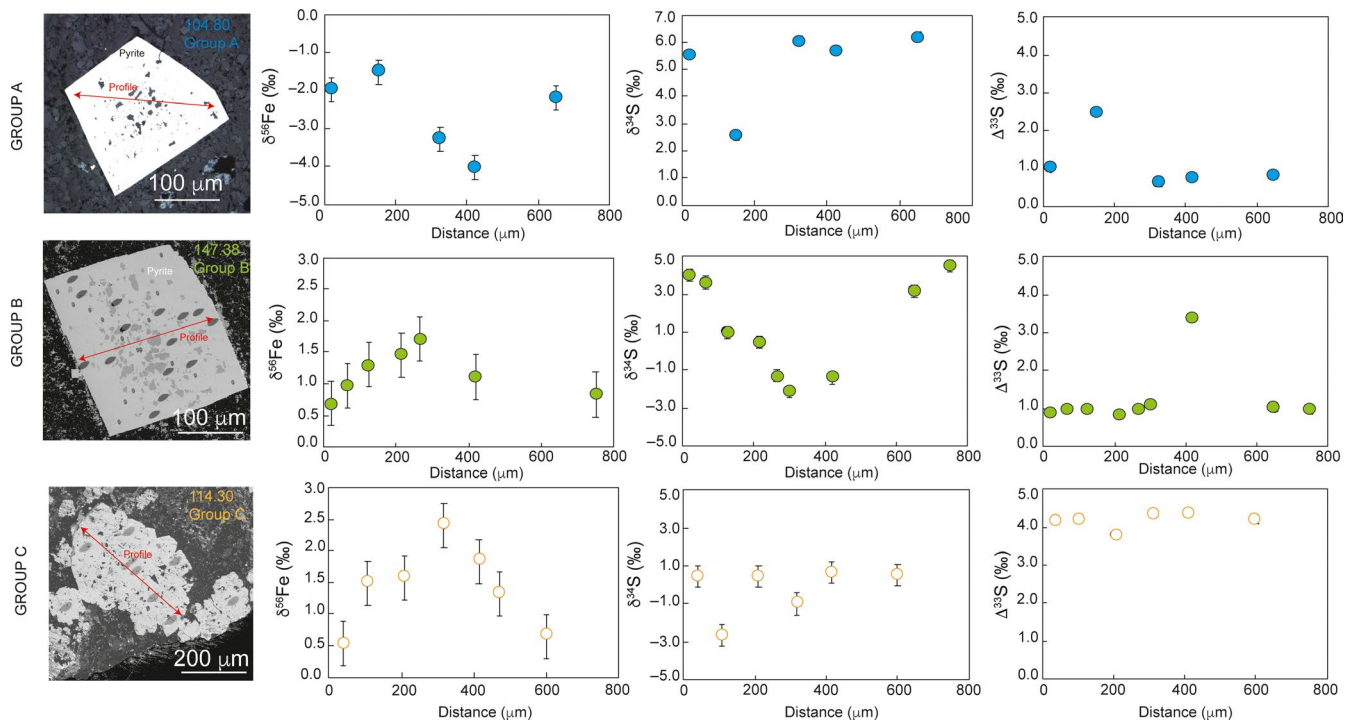 GROUP A
104.80
Group A
Pyrite
Profile
100 μm
δ⁵⁶Fe (‰)
0.0
−1.0
−2.0
−3.0
−4.0
−5.0
0 200 400 600 800
Distance (μm)
δ³⁴S (‰)
7.0
6.0
5.0
4.0
3.0
2.0
1.0
0.0
0 200 400 600 800
Distance (μm)
Δ³³S (‰)
5.0
4.0
3.0
2.0
1.0
0.0
0 200 400 600 800
Distance (μm)
GROUP B
147.38
Group B
Pyrite
Profile
100 μm
δ⁵⁶Fe (‰)
3.0
2.5
2.0
1.5
1.0
0.5
0.0
0 200 400 600 800
Distance (μm)
δ³⁴S (‰)
5.0
3.0
1.0
-1.0
-3.0
-5.0
0 200 400 600 800
Distance (μm)
Δ³³S (‰)
5.0
4.0
3.0
2.0
1.0
0.0
0 200 400 600 800
Distance (μm)
GROUP C
114.30
Group C
Profile
200 μm
δ⁵⁶Fe (‰)
3.0
2.5
2.0
1.5
1.0
0.5
0.0
0 200 400 600 800
Distance (μm)
δ³⁴S (‰)
5.0
3.0
1.0
-1.0
-3.0
-5.0
0 200 400 600 800
Distance (μm)
Δ³³S (‰)
5.0
4.0
3.0
2.0
1.0
0.0
0 200 400 600 800
Distance (μm)